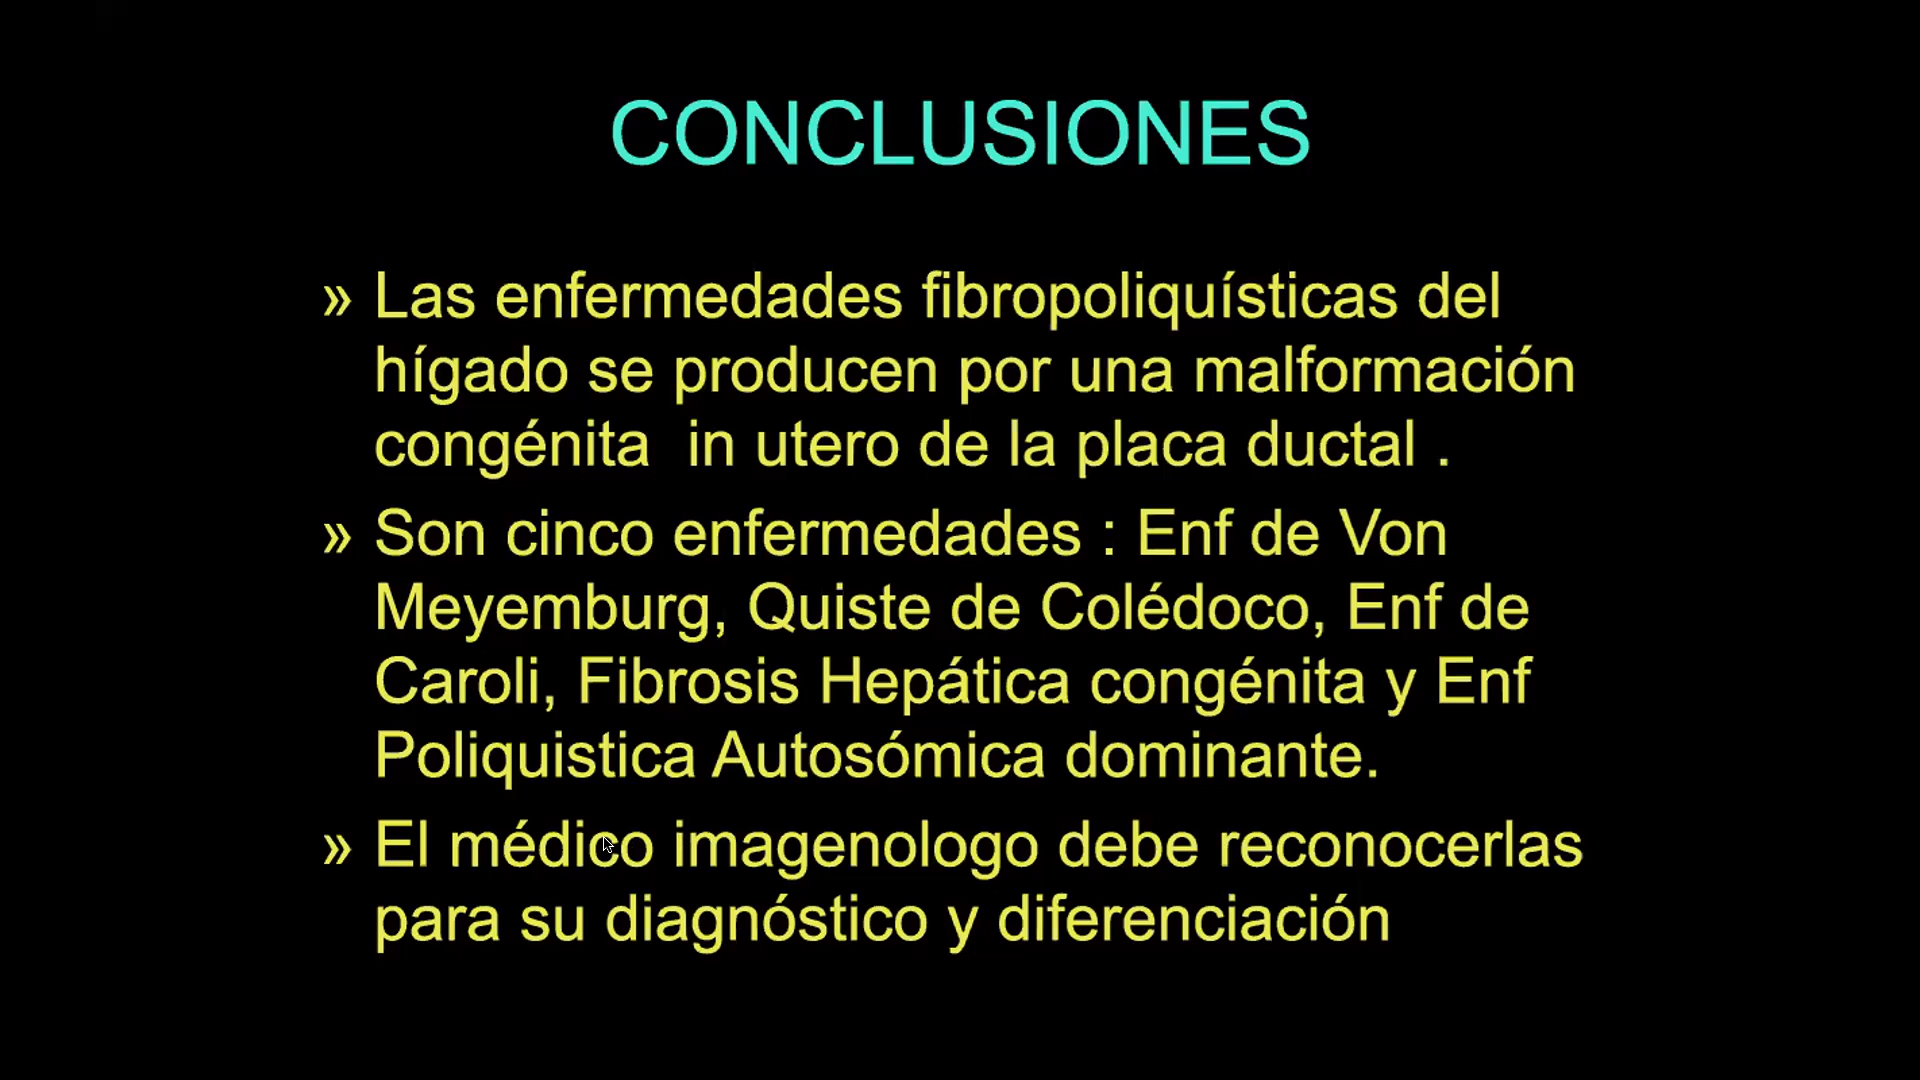 CONCLUSIONES
» Las enfermedades fibropoliquísticas del
hígado se producen por una malformación
congénita  in utero de la placa ductal .
» Son cinco enfermedades : Enf de Von
Meyemburg, Quiste de Colédoco, Enf de
Caroli, Fibrosis Hepática congénita y Enf
Poliquistica Autosómica dominante.
» El médico imagenologo debe reconocerlas
para su diagnóstico y diferenciación